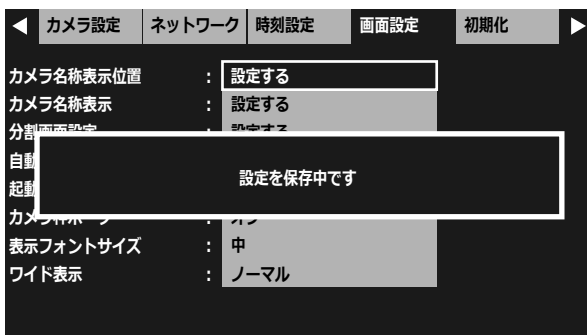 カメラ設定 ネットワーク 時刻設定 画面設定 初期化
カメラ名称表示位置 : 設定する
カメラ名称表示 : 設定する
設定を保存中です
表示フォントサイズ : 中
ワイド表示 : ノーマル